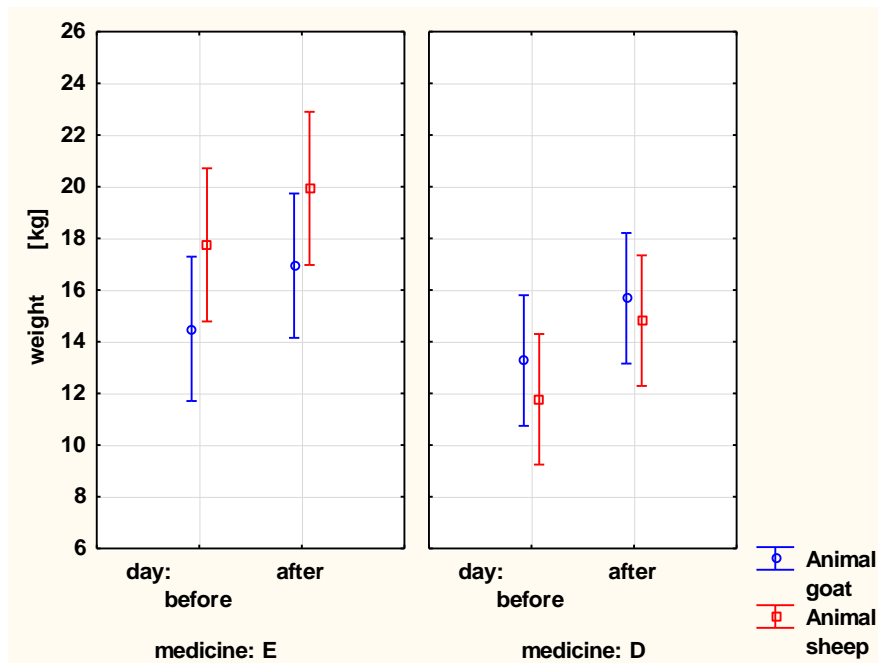 26
24
22
20
18
16
14
12
10
8
6
weight [kg]
day: after
before
day: after
before
medicine: E
medicine: D
Animal
goat
Animal
sheep